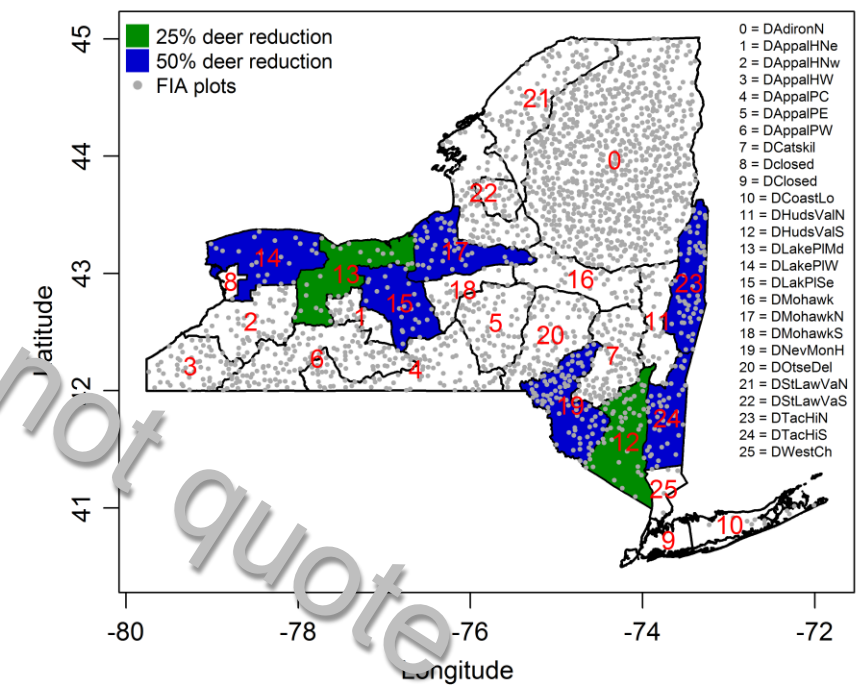 25% deer reduction
50% deer reduction
FIA plots
0 = DAdironN
1 = DAppalHNe
2 = DAppalHNw
3 = DAppalHW
4 = DAppalPC
5 = DAppalPE
6 = DAppalPW
7 = DCatskil
8 = Dclosed
9 = DClosed
10 = DCoastLo
11 = DHudsValN
12 = DHudsValS
13 = DLakePlMd
14 = DLakePlW
15 = DLakPlSe
16 = DMohawk
17 = DMohawkN
18 = DMohawkS
19 = DNevMonH
20 = DOtseDel
21 = DStLawVaN
22 = DStLawVaS
23 = DTacHiN
24 = DTacHiS
25 = DWestCh
45
44
43
42
41
Latitude
21
0
22
14
13
17
8
18
16
23
2
1
15
5
20
11
3
6
4
7
19
12
24
25
9
10
not quote
-80
-78
-76
-74
-72
Longitude